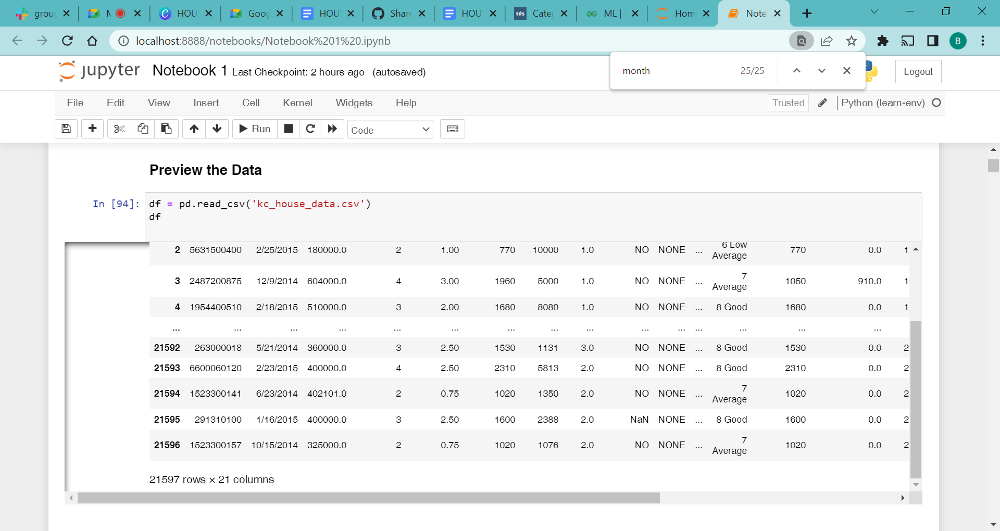 group M HOU Goog HOU Shar HOU tds Cate ML | Hom Note
localhost:8888/notebooks/Notebook%201%20.ipynb B
month 25/25
jupyter Notebook 1 Last Checkpoint: 2 hours ago (autosaved) Logout
File Edit View Insert Cell Kernel Widgets Help Trusted Python (learn-env)
Run Code
Preview the Data
In [94]: df = pd.read_csv('kc_house_data.csv')
df
2 5631500400 2/25/2015 180000.0 2 1.00 770 10000 1.0 NO NONE ... 6 Low Average 770 0.0 1
3 2487200875 12/9/2014 604000.0 4 3.00 1960 5000 1.0 NO NONE ... 7 Average 1050 910.0 1
4 1954400510 2/18/2015 510000.0 3 2.00 1680 8080 1.0 NO NONE ... 8 Good 1680 0.0 1
... ... ... ... ... ... ... ... ... ... ... ... ... ... ...
21592 263000018 5/21/2014 360000.0 3 2.50 1530 1131 3.0 NO NONE ... 8 Good 1530 0.0 2
21593 6600060120 2/23/2015 400000.0 4 2.50 2310 5813 2.0 NO NONE ... 8 Good 2310 0.0 2
21594 1523300141 6/23/2014 402101.0 2 0.75 1020 1350 2.0 NO NONE ... 7 Average 1020 0.0 2
21595 291310100 1/16/2015 400000.0 3 2.50 1600 2388 2.0 NaN NONE ... 8 Good 1600 0.0 2
21596 1523300157 10/15/2014 325000.0 2 0.75 1020 1076 2.0 NO NONE ... 7 Average 1020 0.0 2
21597 rows × 21 columns